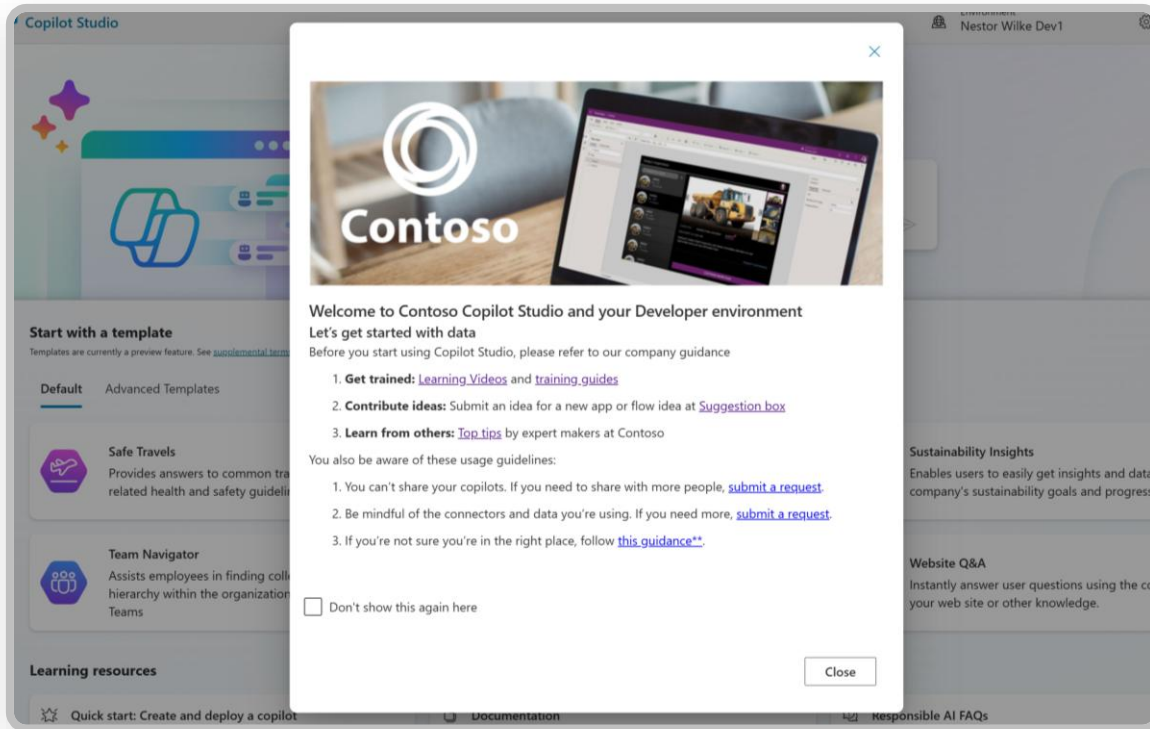 Copilot Studio
Nestor Wilke Dev1
Contoso
Welcome to Contoso Copilot Studio and your Developer environment
Let's get started with data
Before you start using Copilot Studio, please refer to our company guidance
1. Get trained: Learning Videos and training guides
2. Contribute ideas: Submit an idea for a new app or flow idea at Suggestion box
3. Learn from others: Top tips by expert makers at Contoso
You also be aware of these usage guidelines:
1. You can't share your copilots. If you need to share with more people, submit a request.
2. Be mindful of the connectors and data you're using. If you need more, submit a request.
3. If you're not sure you're in the right place, follow this guidance**.
Don't show this again here
Close
Start with a template
Templates are currently a preview feature. See supplemental terms
Default Advanced Templates
Safe Travels
Provides answers to common
related health and safety
Team Navigator
Assists employees in finding
hierarchy within the organization
Teams
Sustainability Insights
Enables users to easily get insights and data
company's sustainability goals and progress
Website Q&A
Instantly answer user questions using the
your web site or other knowledge.
Learning resources
Quick start: Create and deploy a copilot
Documentation
Responsible AI FAQs